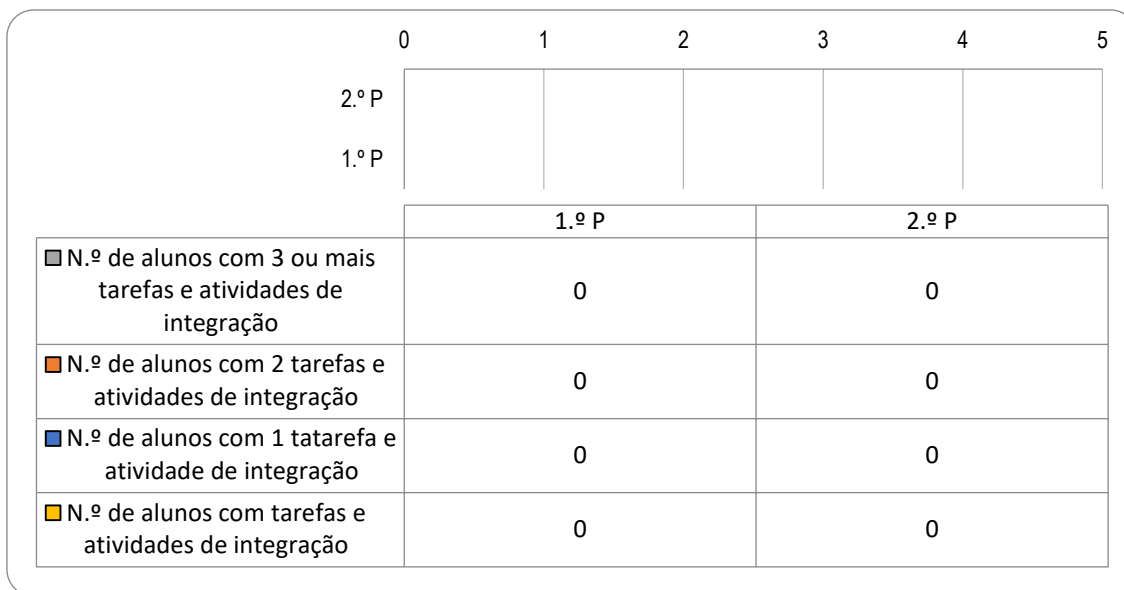 0 1 2 3 4 5
2.º P
1.º P
1.º P 2.º P
N.º de alunos com 3 ou mais
tarefas e atividades de
integração
0 0
N.º de alunos com 2 tarefas e
atividades de integração
0 0
N.º de alunos com 1 tatarefa e
atividade de integração
0 0
N.º de alunos com tarefas e
atividades de integração
0 0